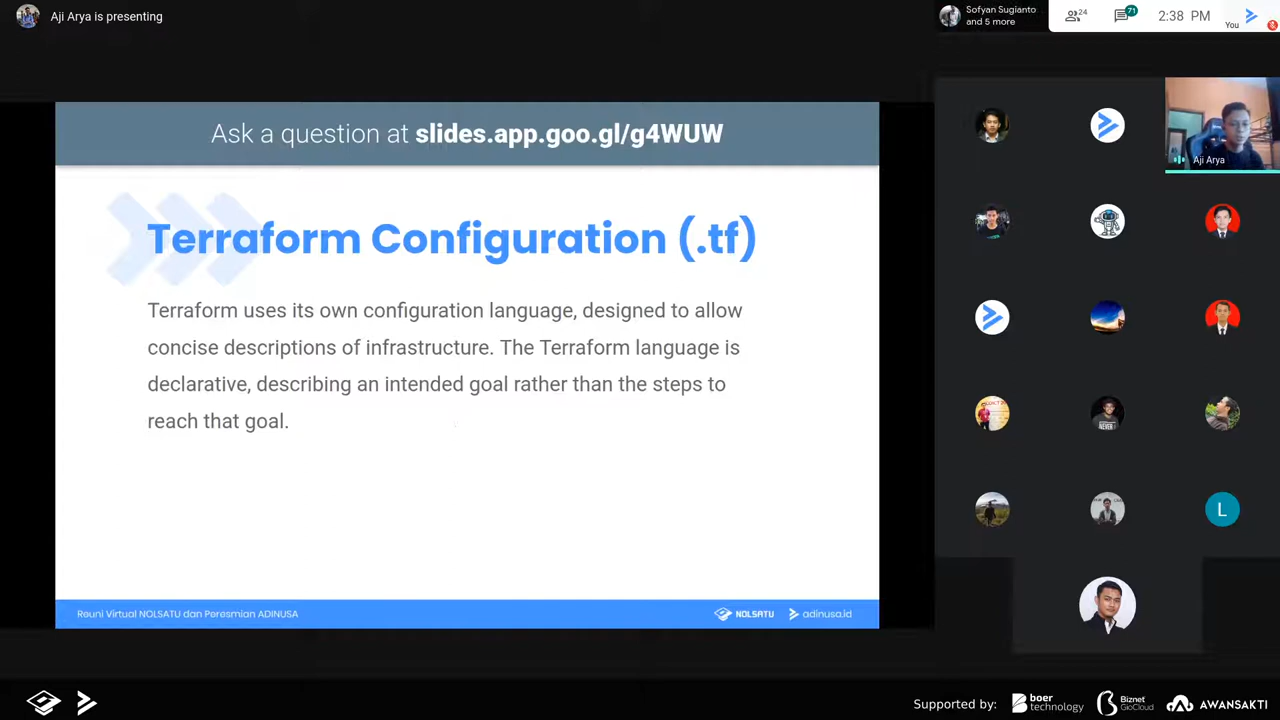 Aji Arya is presenting
Sofyan Sugianto
and 5 more
24
71
2:38 PM
You
Ask a question at slides.app.goo.gl/g4WUW
Aji Arya
Terraform Configuration (.tf)
Terraform uses its own configuration language, designed to allow
concise descriptions of infrastructure. The Terraform language is
declarative, describing an intended goal rather than the steps to
reach that goal.
NEVER
L
Reuni Virtual NOLSATU dan Peresmian ADINUSA
NOLSATU
adinusa.id
Supported by:
boer
technology
Biznet
GioCloud
AWANSAKTI